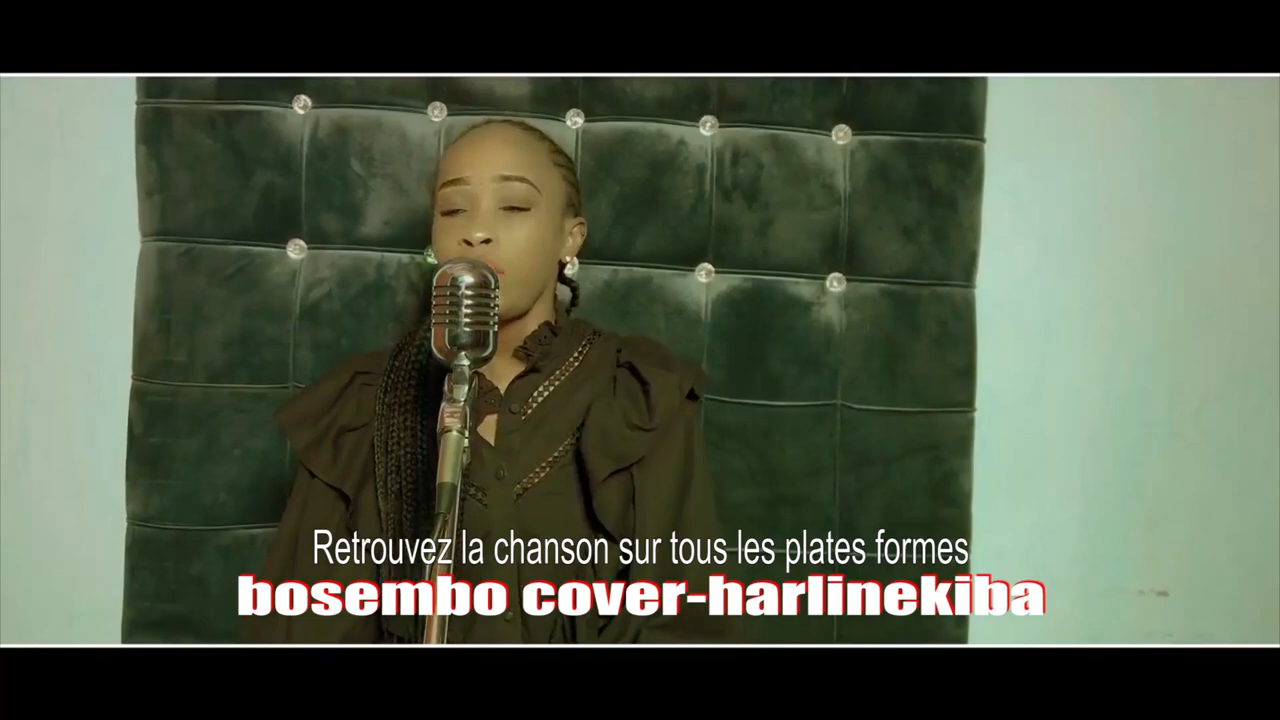 Retrouvez la chanson sur tous les plates formes
bosembo cover-harlinekiba